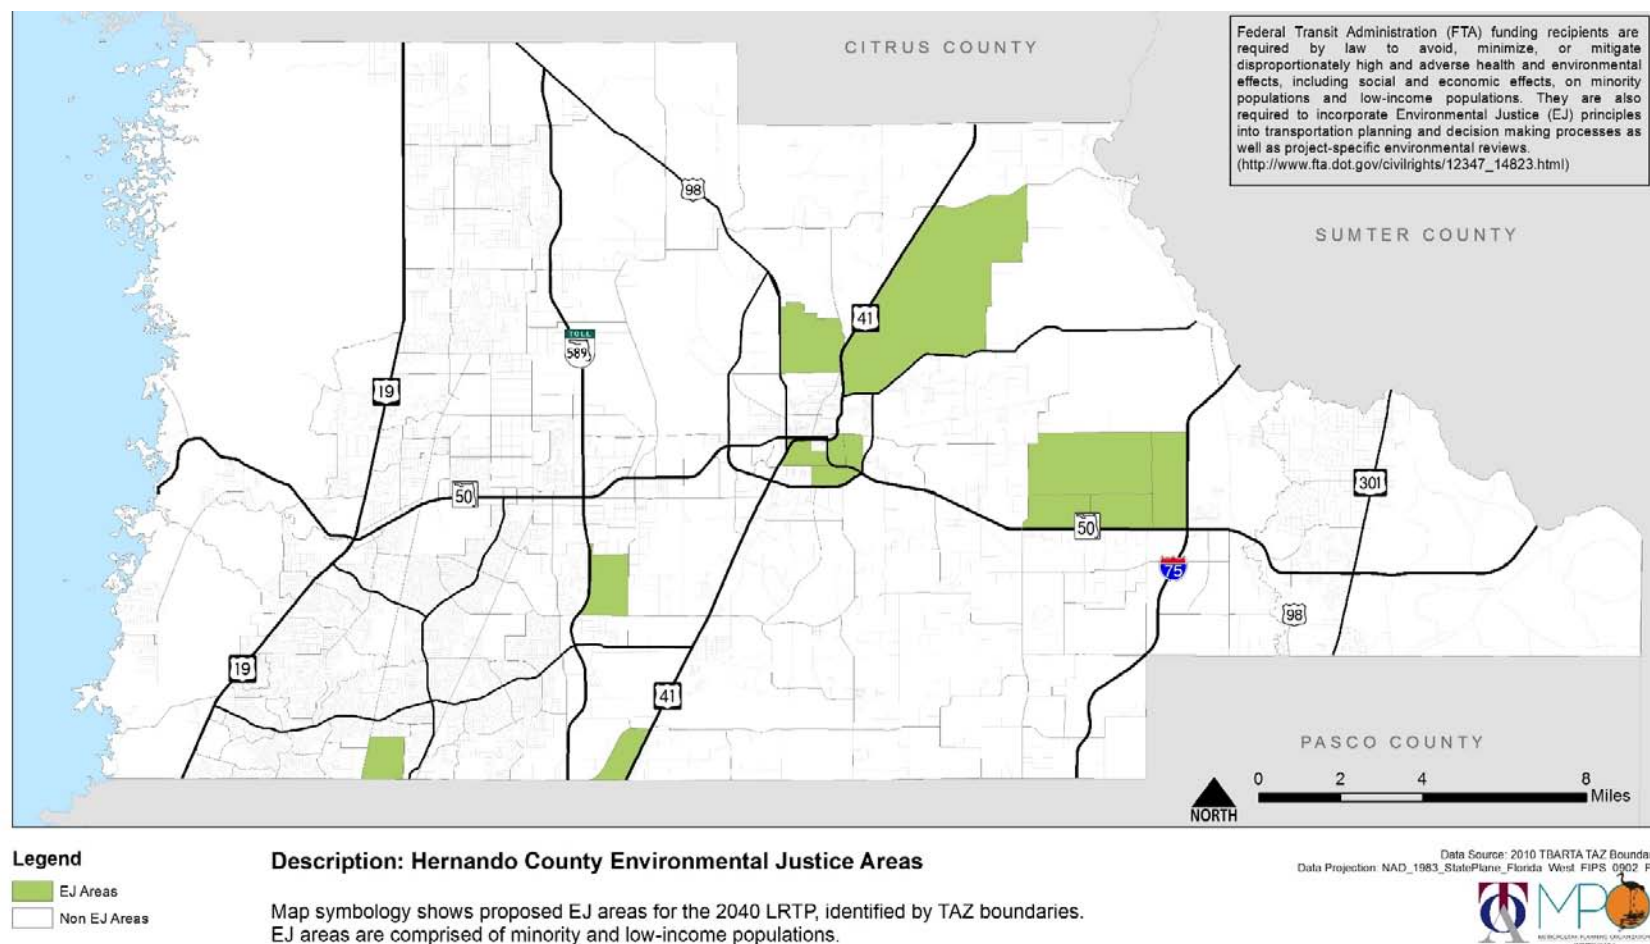 CITRUS COUNTY
Federal Transit Administration (FTA) funding recipients are
required by law to avoid, minimize, or mitigate
disproportionately high and adverse health and environmental
effects, including social and economic effects, on minority
populations and low-income populations. They are also
required to incorporate Environmental Justice (EJ) principles
into transportation planning and decision making processes as
well as project-specific environmental reviews.
(http://www.fta.dot.gov/civilrights/12347_14823.html)
98
SUMTER COUNTY
41
TOLL
589
19
50
301
50
75
98
19
41
PASCO COUNTY
0 2 4 8
Miles
NORTH
Legend
EJ Areas
Non EJ Areas
Description: Hernando County Environmental Justice Areas
Map symbology shows proposed EJ areas for the 2040 LRTP, identified by TAZ boundaries.
EJ areas are comprised of minority and low-income populations.
Data Source: 2010 TBARTA TAZ Bounda
Data Projection: NAD_1983_StatePlane_Florida_West_FIPS_0902_F
MPO